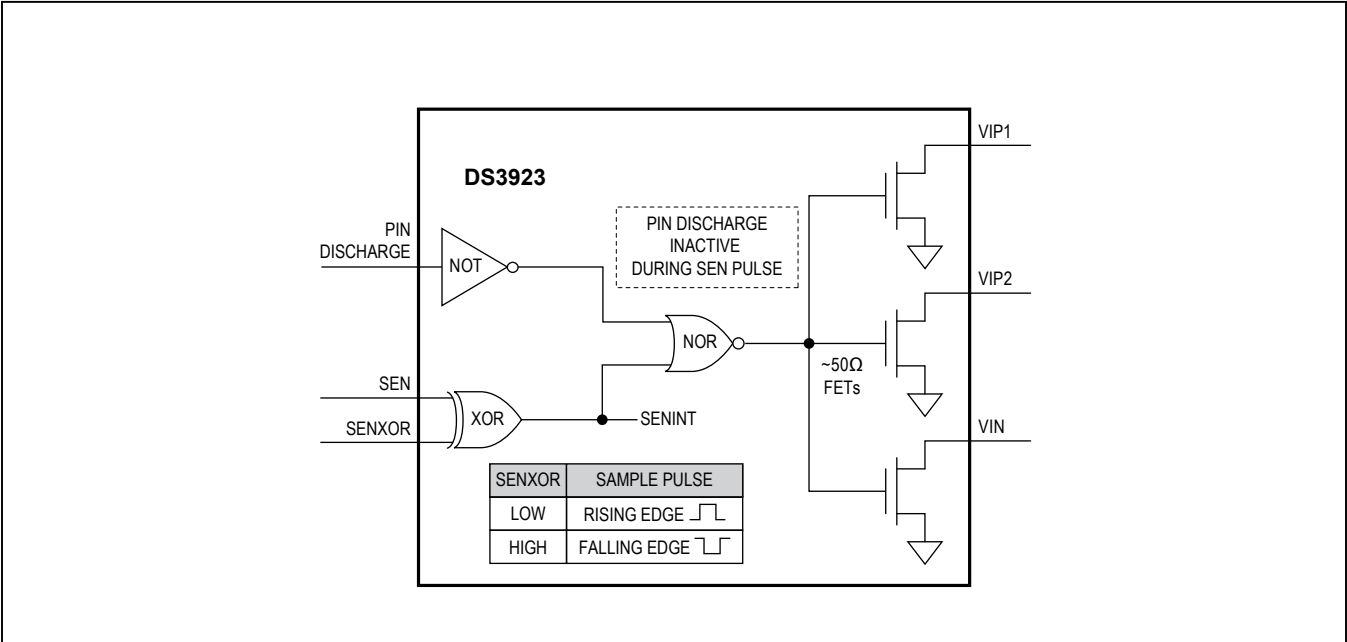 DS3923
PIN
DISCHARGE
NOT
PIN DISCHARGE
INACTIVE
DURING SEN PULSE
NOR
~50Ω
FETs
SEN
SENXOR
XOR
SENINT
VIP1
VIP2
VIN
SENXOR SAMPLE PULSE
LOW RISING EDGE
HIGH FALLING EDGE